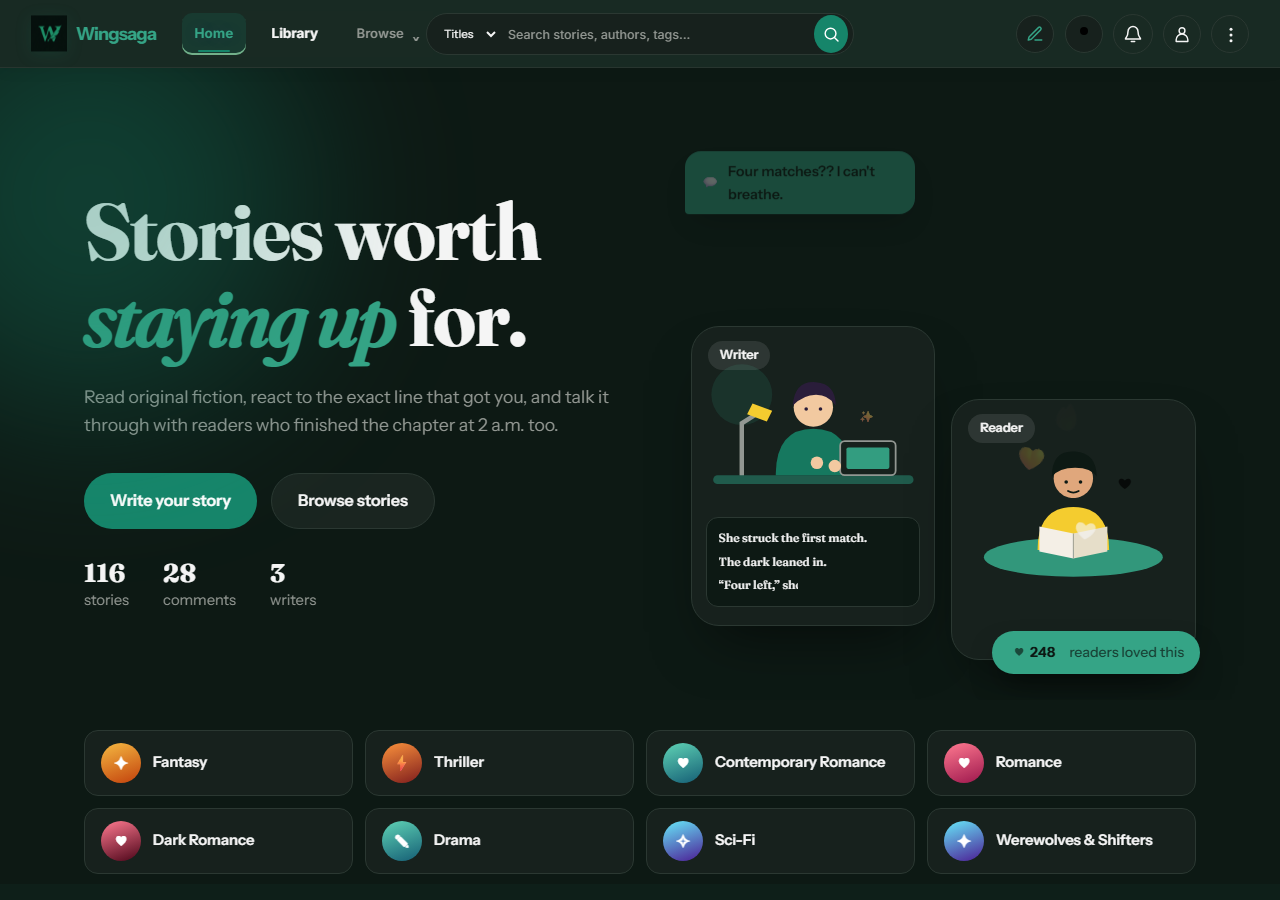 W Wingsaga Home Library Browse Titles Search stories, authors, tags...
Four matches?? I can't
breathe.
Stories worth
staying up for.
Read original fiction, react to the exact line that got you, and talk it
through with readers who finished the chapter at 2 a.m. too.
Write your story Browse stories
116 28 3
stories comments writers
Writer
She struck the first match.
The dark leaned in.
“Four left,” she
Reader
248 readers loved this
Fantasy Thriller Contemporary Romance Romance
Dark Romance Drama Sci-Fi Werewolves & Shifters